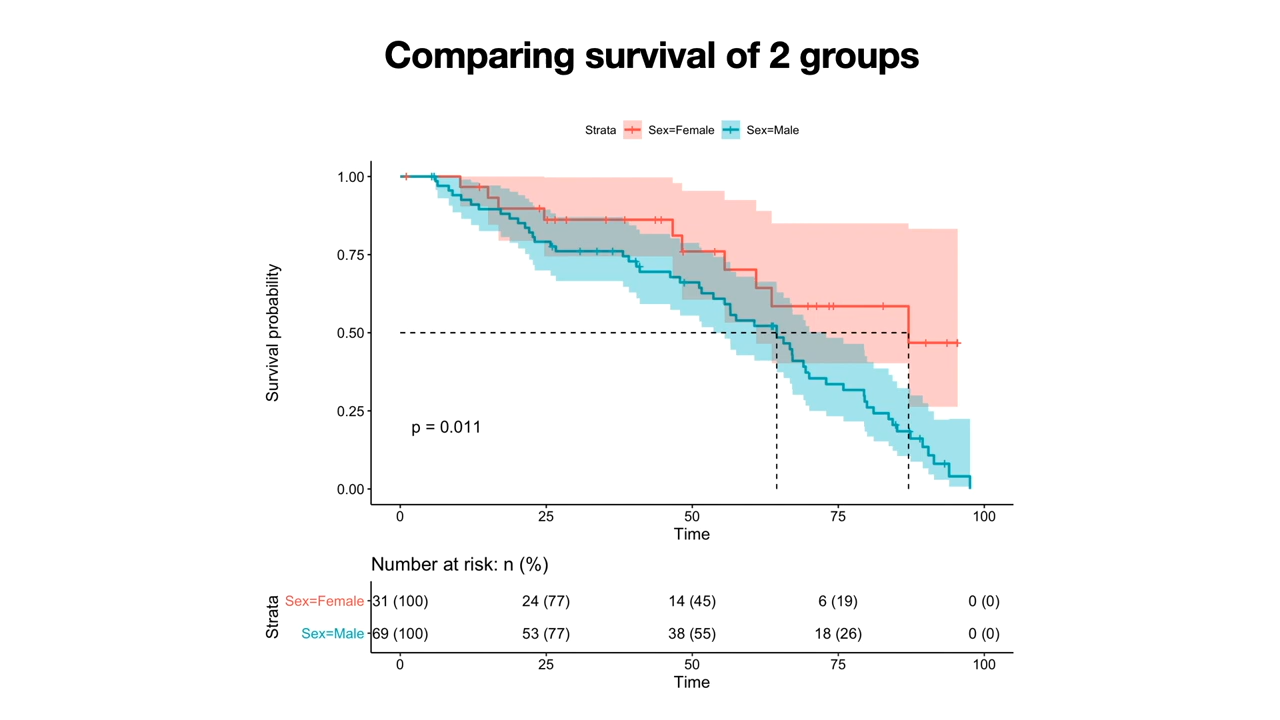 Comparing survival of 2 groups
Strata Sex=Female Sex=Male
Survival probability
1.00
0.75
0.50
0.25
0.00
p = 0.011
0 25 50 75 100
Time
Number at risk: n (%)
Strata
Sex=Female 31 (100) 24 (77) 14 (45) 6 (19) 0 (0)
Sex=Male 69 (100) 53 (77) 38 (55) 18 (26) 0 (0)
0 25 50 75 100
Time